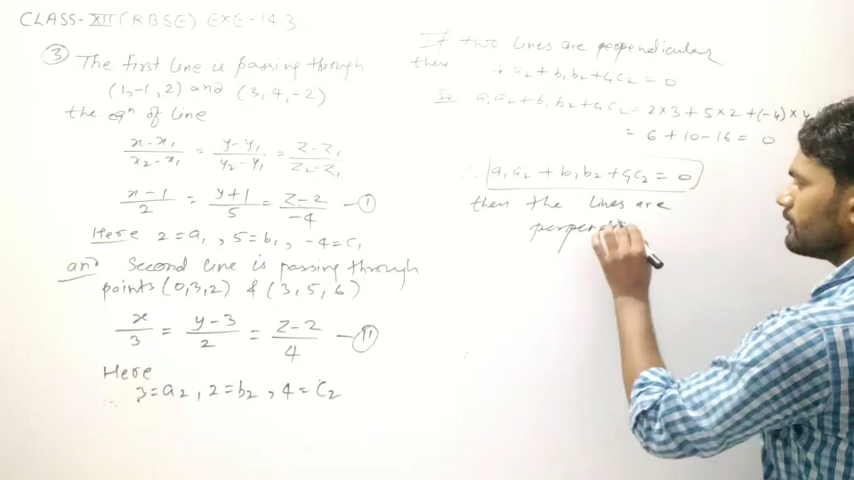 CLASS-XII (RBSE) EXE-14.3
③ The first line is passing through
(1,-1, 2) and (3, 4, -2)
the eqⁿ of line
x-x₁/x₂-x₁ = y-y₁/y₂-y₁ = z-z₁/z₂-z₁
x-1/2 = y+1/5 = z-2/-4 —Ⓘ
Here 2=a₁, 5=b₁, -4=c₁
and Second line is passing through
points (0,3,2) & (3,5,6)
x/3 = y-3/2 = z-2/4 —(II)
Here
3=a₂, 2=b₂, 4=c₂
If two lines are perpendicular
there a₁a₂+b₁b₂+c₁c₂=0
So a₁a₂+b₁b₂+c₁c₂=2×3+5×2+(-4)×4
= 6+10-16=0
∴ a₁a₂+b₁b₂+c₁c₂=0
then the lines are